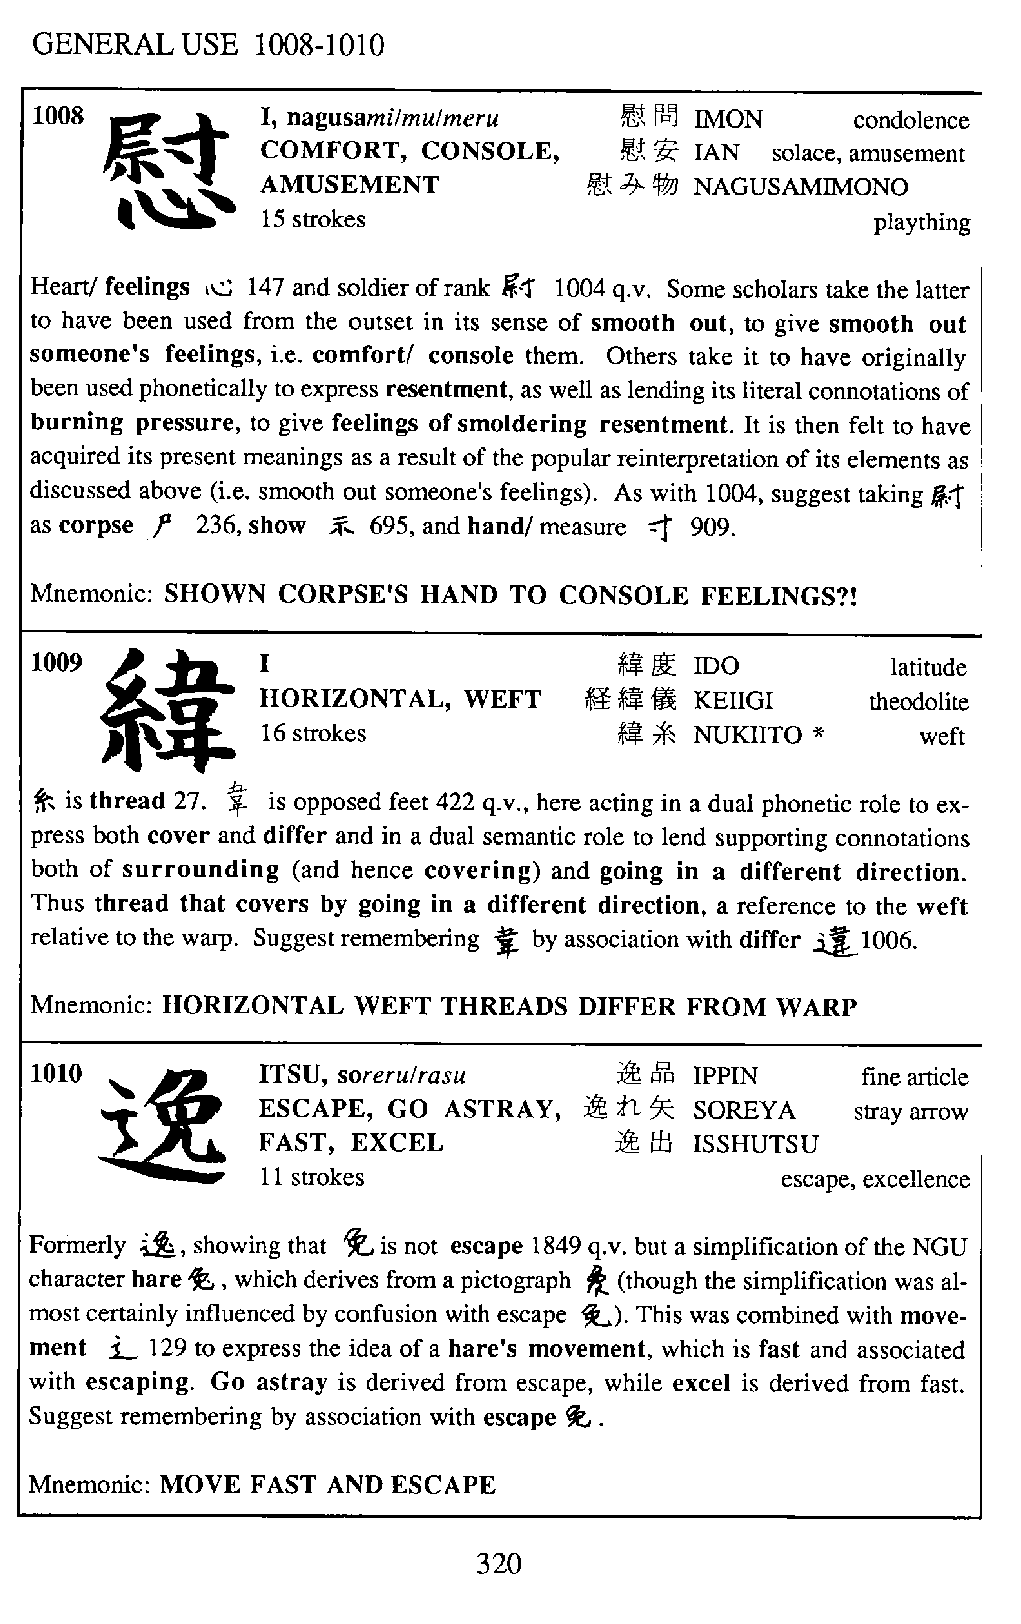 GENERAL USE 1008-1010
1008 慰 I, nagusami/mu/meru 慰問 IMON condolence
COMFORT, CONSOLE, 慰安 IAN solace, amusement
AMUSEMENT 慰み物 NAGUSAMIMONO
15 strokes plaything
Heart/ feelings 心 147 and soldier of rank 尉 1004 q.v. Some scholars take the latter
to have been used from the outset in its sense of smooth out, to give smooth out
someone's feelings, i.e. comfort/ console them. Others take it to have originally
been used phonetically to express resentment, as well as lending its literal connotations of
burning pressure, to give feelings of smoldering resentment. It is then felt to have
acquired its present meanings as a result of the popular reinterpretation of its elements as
discussed above (i.e. smooth out someone's feelings). As with 1004, suggest taking 尉
as corpse 尸 236, show 示 695, and hand/ measure 寸 909.
Mnemonic: SHOWN CORPSE'S HAND TO CONSOLE FEELINGS?!
1009 緯 I 緯度 IDO latitude
HORIZONTAL, WEFT 経緯儀 KEIIGI theodolite
16 strokes 緯糸 NUKIITO * weft
糸 is thread 27. 韋 is opposed feet 422 q.v., here acting in a dual phonetic role to ex-
press both cover and differ and in a dual semantic role to lend supporting connotations
both of surrounding (and hence covering) and going in a different direction.
Thus thread that covers by going in a different direction, a reference to the weft
relative to the warp. Suggest remembering 韋 by association with differ 違 1006.
Mnemonic: HORIZONTAL WEFT THREADS DIFFER FROM WARP
1010 逸 ITSU, soreru/rasu 逸品 IPPIN fine article
ESCAPE, GO ASTRAY, 逸れ矢 SOREYA stray arrow
FAST, EXCEL 逸出 ISSHUTSU
11 strokes escape, excellence
Formerly 逸, showing that 免 is not escape 1849 q.v. but a simplification of the NGU
character hare 兔, which derives from a pictograph (though the simplification was al-
most certainly influenced by confusion with escape 免). This was combined with move-
ment 辶 129 to express the idea of a hare's movement, which is fast and associated
with escaping. Go astray is derived from escape, while excel is derived from fast.
Suggest remembering by association with escape 免.
Mnemonic: MOVE FAST AND ESCAPE
320